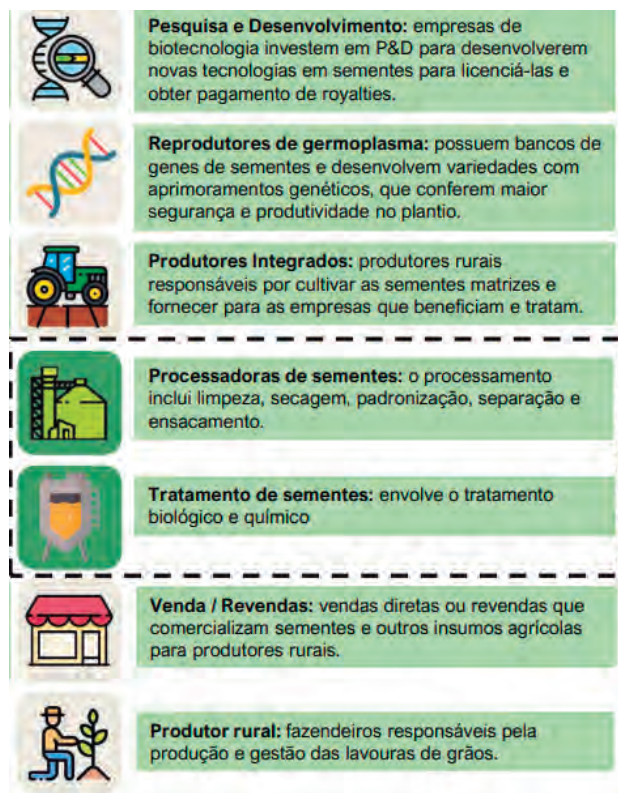 Pesquisa e Desenvolvimento: empresas de
biotecnologia investem em P&D para desenvolverem
novas tecnologias em sementes para licenciá-las e
obter pagamento de royalties.
Reprodutores de germoplasma: possuem bancos de
genes de sementes e desenvolvem variedades com
aprimoramentos genéticos, que conferem maior
segurança e produtividade no plantio.
Produtores Integrados: produtores rurais
responsáveis por cultivar as sementes matrizes e
fornecer para as empresas que beneficiam e tratam.
Processadoras de sementes: o processamento
inclui limpeza, secagem, padronização, separação e
ensacamento.
Tratamento de sementes: envolve o tratamento
biológico e químico
Venda / Revendas: vendas diretas ou revendas que
comercializam sementes e outros insumos agrícolas
para produtores rurais.
Produtor rural: fazendeiros responsáveis pela
produção e gestão das lavouras de grãos.